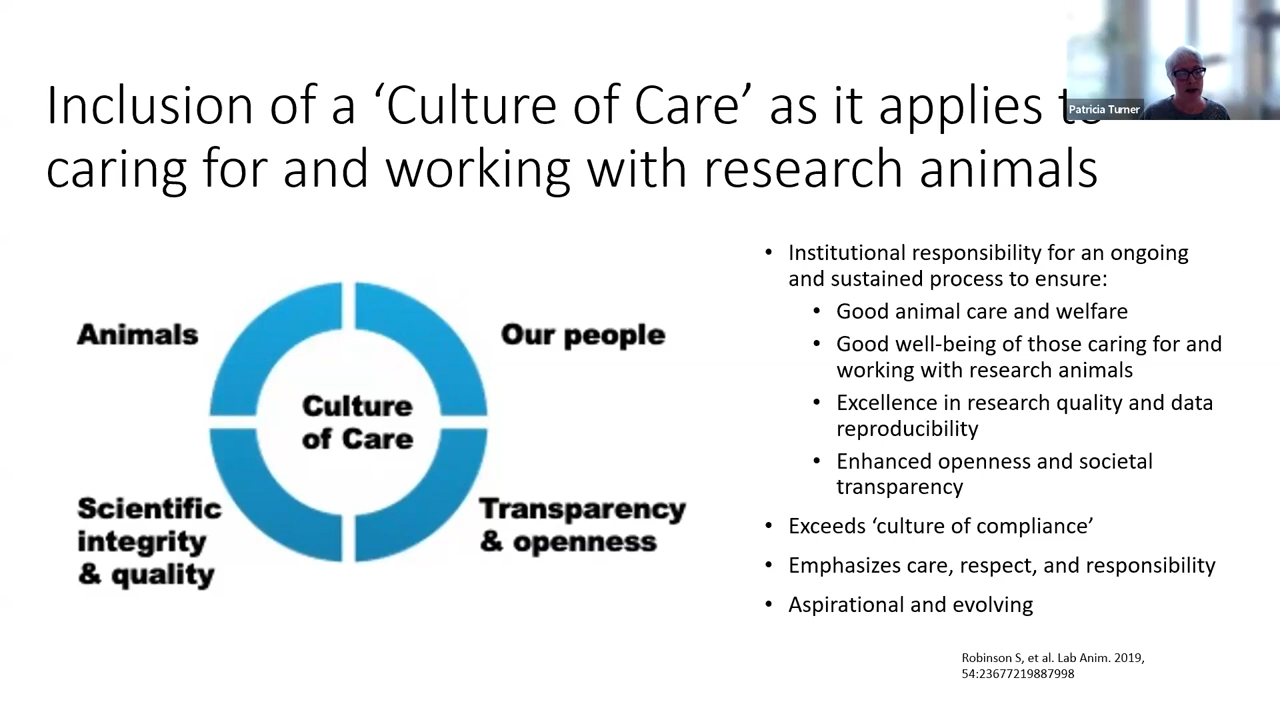 Inclusion of a ‘Culture of Care’ as it applies to
caring for and working with research animals
Patricia Turner
Animals
Our people
Culture
of Care
Scientific
integrity
& quality
Transparency
& openness
• Institutional responsibility for an ongoing
and sustained process to ensure:
• Good animal care and welfare
• Good well-being of those caring for and
working with research animals
• Excellence in research quality and data
reproducibility
• Enhanced openness and societal
transparency
• Exceeds ‘culture of compliance’
• Emphasizes care, respect, and responsibility
• Aspirational and evolving
Robinson S, et al. Lab Anim. 2019,
54:23677219887998